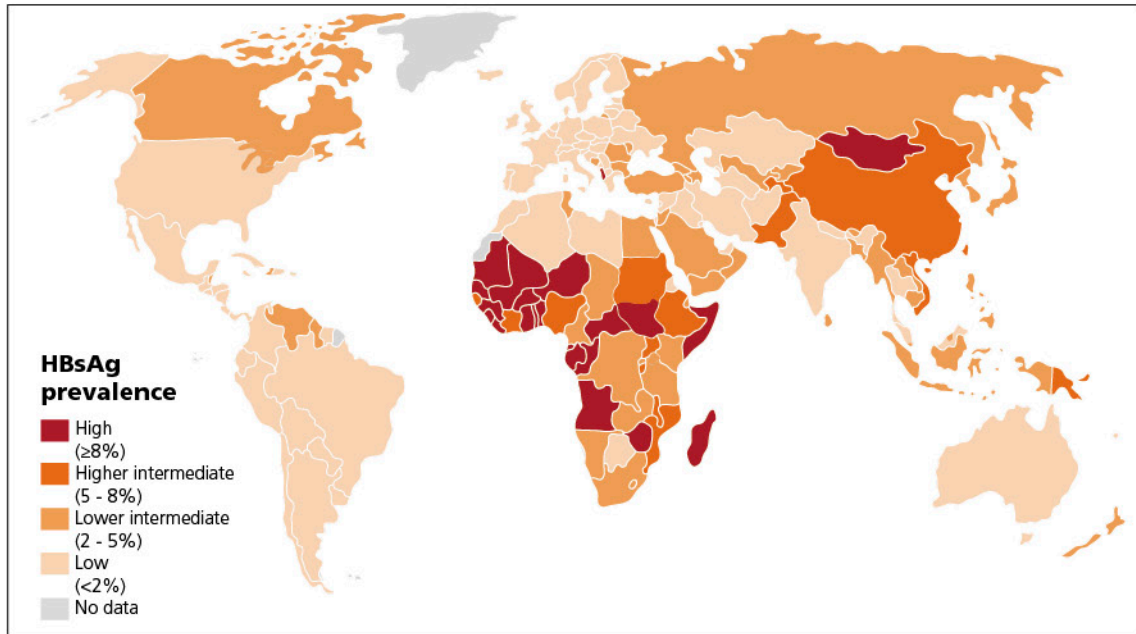 HBsAg
prevalence
High
(≥8%)
Higher intermediate
(5 - 8%)
Lower intermediate
(2 - 5%)
Low
(<2%)
No data